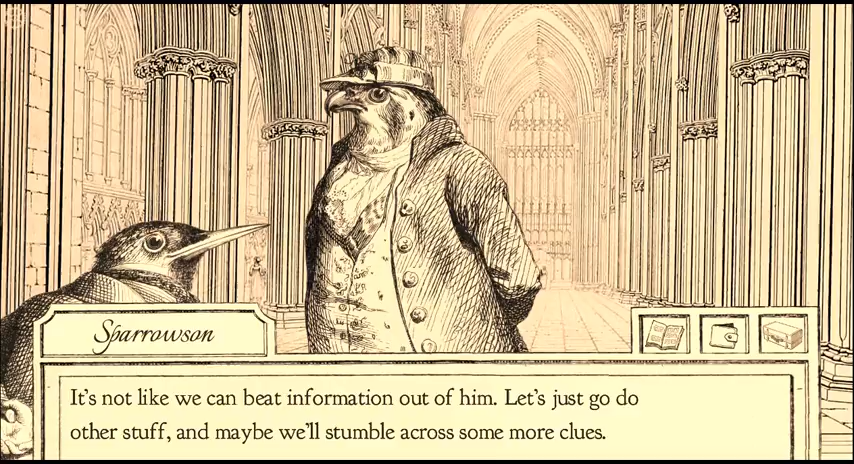 Sparrowson
It's not like we can beat information out of him. Let's just go do
other stuff, and maybe we'll stumble across some more clues.